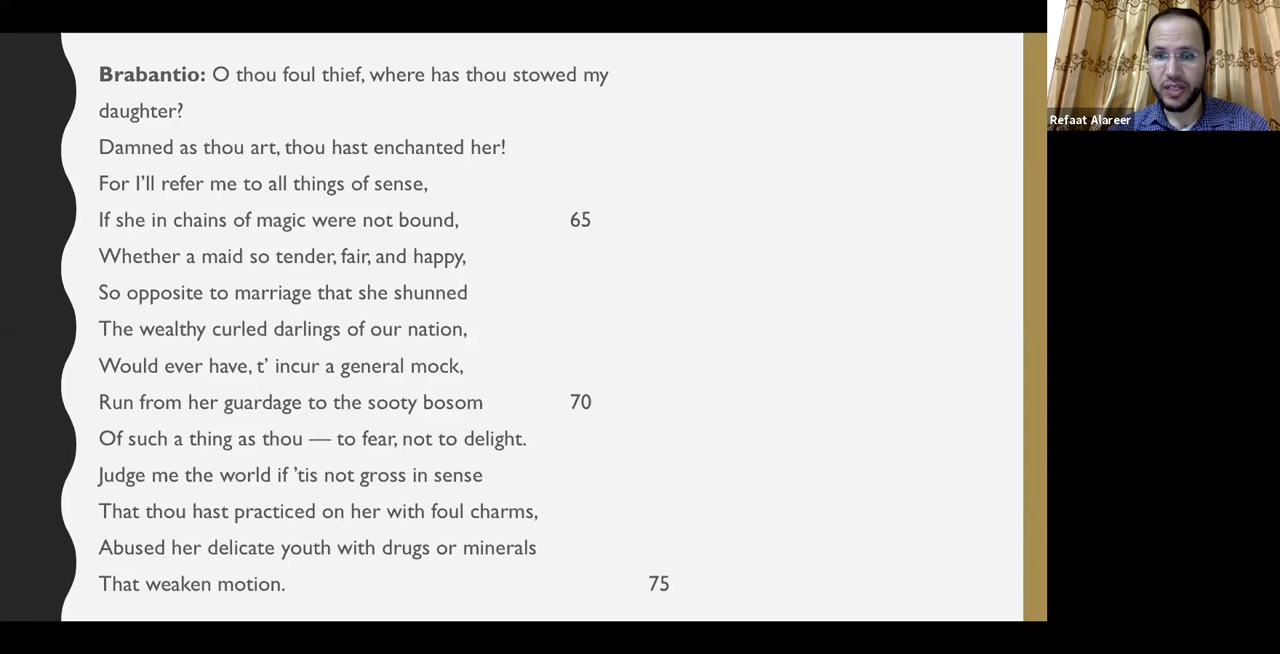 Brabantio: O thou foul thief, where has thou stowed my
daughter?
Damned as thou art, thou hast enchanted her!
For I’ll refer me to all things of sense,
If she in chains of magic were not bound, 65
Whether a maid so tender, fair, and happy,
So opposite to marriage that she shunned
The wealthy curled darlings of our nation,
Would ever have, t’ incur a general mock,
Run from her guardage to the sooty bosom 70
Of such a thing as thou — to fear, not to delight.
Judge me the world if ’tis not gross in sense
That thou hast practiced on her with foul charms,
Abused her delicate youth with drugs or minerals
That weaken motion. 75
Refaat Alareer